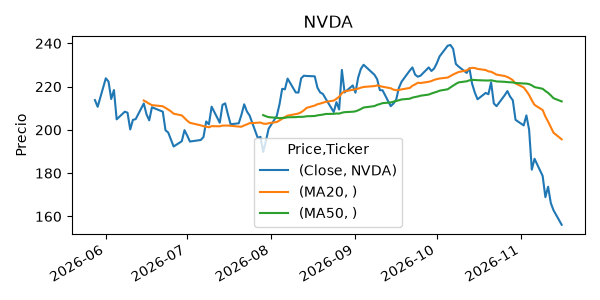 NVDA
Precio
240
220
200
180
160
Price,Ticker
(Close, NVDA)
(MA20, )
(MA50, )
2026-06
2026-07
2026-08
2026-09
2026-10
2026-11